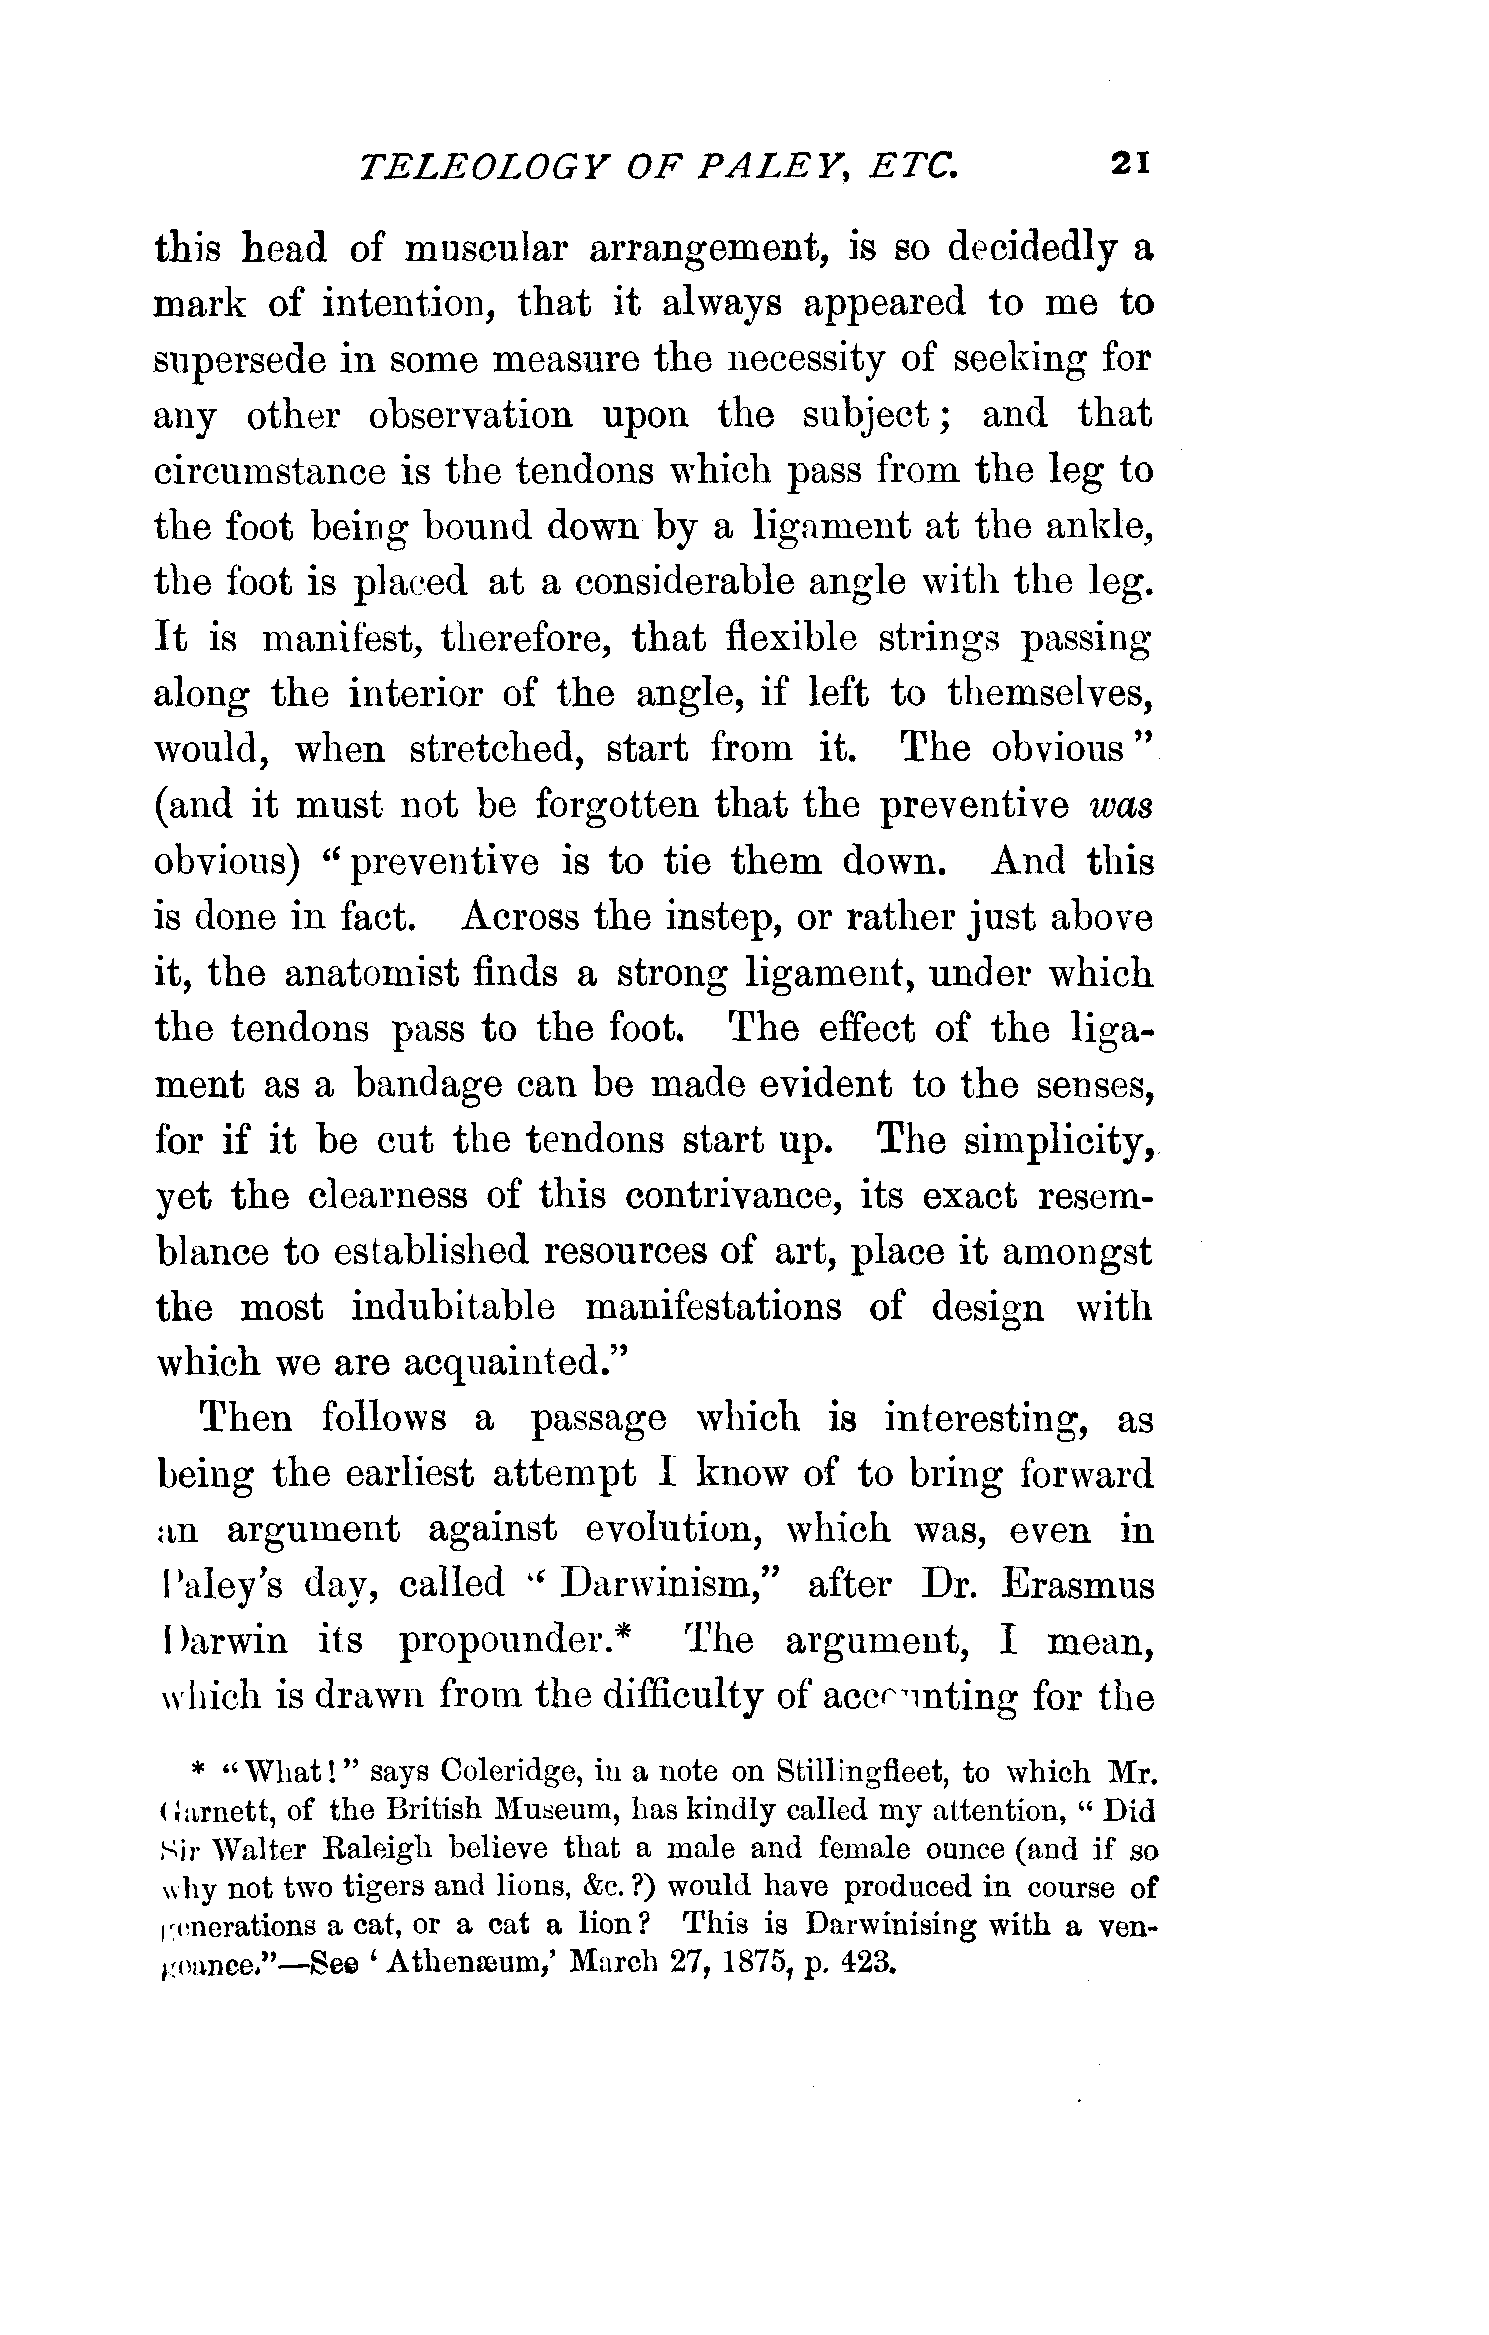 TELEOLOGY OF PALEY, ETC. 21
this head of muscular arrangement, is so decidedly a
mark of intention, that it always appeared to me to
supersede in some measure the necessity of seeking for
any other observation upon the subject; and that
circumstance is the tendons which pass from the leg to
the foot being bound down by a ligament at the ankle,
the foot is placed at a considerable angle with the leg.
It is manifest, therefore, that flexible strings passing
along the interior of the angle, if left to themselves,
would, when stretched, start from it. The obvious"
(and it must not be forgotten that the preventive was
obvious) "preventive is to tie them down. And this
is done in fact. Across the instep, or rather just above
it, the anatomist finds a strong ligament, under which
the tendons pass to the foot. The effect of the liga-
ment as a bandage can be made evident to the senses,
for if it be cut the tendons start up. The simplicity,
yet the clearness of this contrivance, its exact resem-
blance to established resources of art, place it amongst
the most indubitable manifestations of design with
which we are acquainted."
Then follows a passage which is interesting, as
being the earliest attempt I know of to bring forward
an argument against evolution, which was, even in
Paley's day, called "Darwinism," after Dr. Erasmus
Darwin its propounder.* The argument, I mean,
which is drawn from the difficulty of accounting for the
* "What!" says Coleridge, in a note on Stillingfleet, to which Mr.
Garnett, of the British Museum, has kindly called my attention, "Did
Sir Walter Raleigh believe that a male and female ounce (and if so
why not two tigers and lions, &c.?) would have produced in course of
generations a cat, or a cat a lion? This is Darwinising with a ven-
geance."—See 'Athenæum,' March 27, 1875, p. 423.